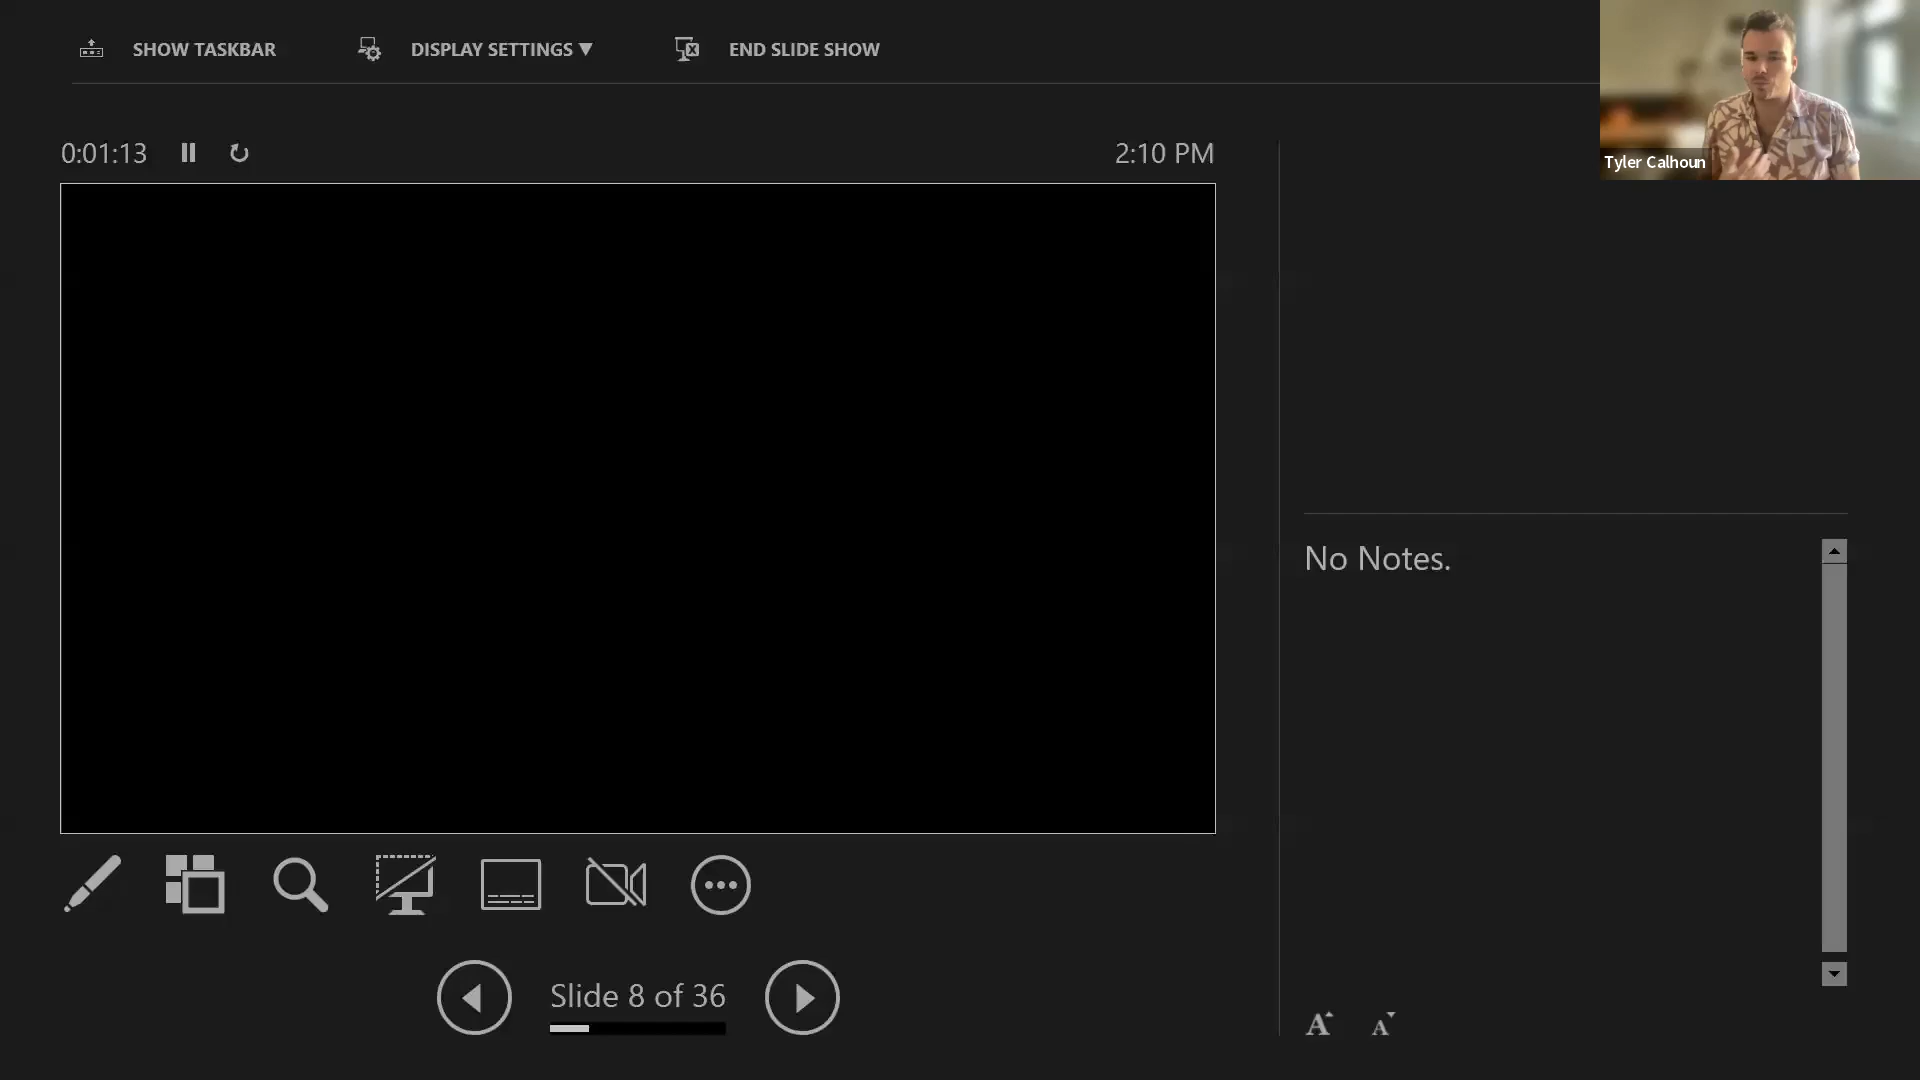 SHOW TASKBAR
DISPLAY SETTINGS ▼
END SLIDE SHOW
Tyler Calhoun
0:01:13
2:10 PM
No Notes.
Slide 8 of 36
A
A